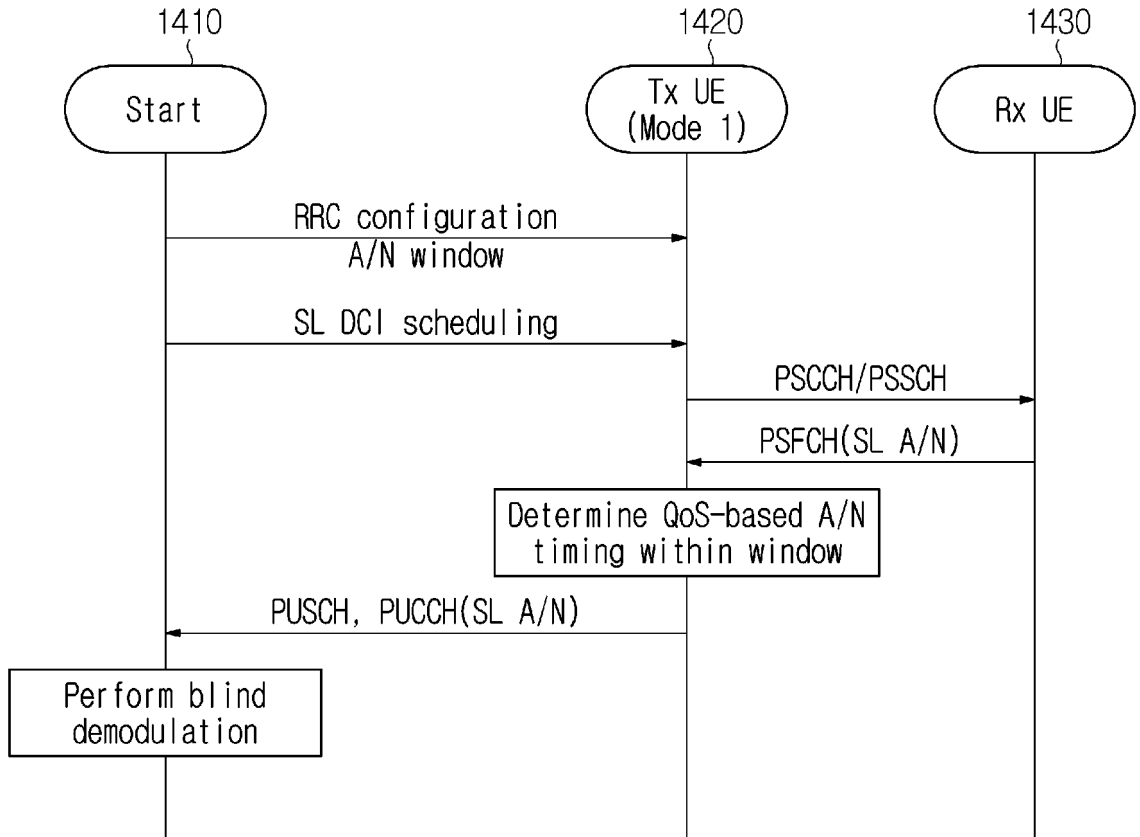 1410
1420
1430
Start
Tx UE
(Mode 1)
Rx UE
RRC configuration
A/N window
SL DCI scheduling
PSCCH/PSSCH
PSFCH(SL A/N)
Determine QoS-based A/N
timing within window
PUSCH, PUCCH(SL A/N)
Perform blind
demodulation